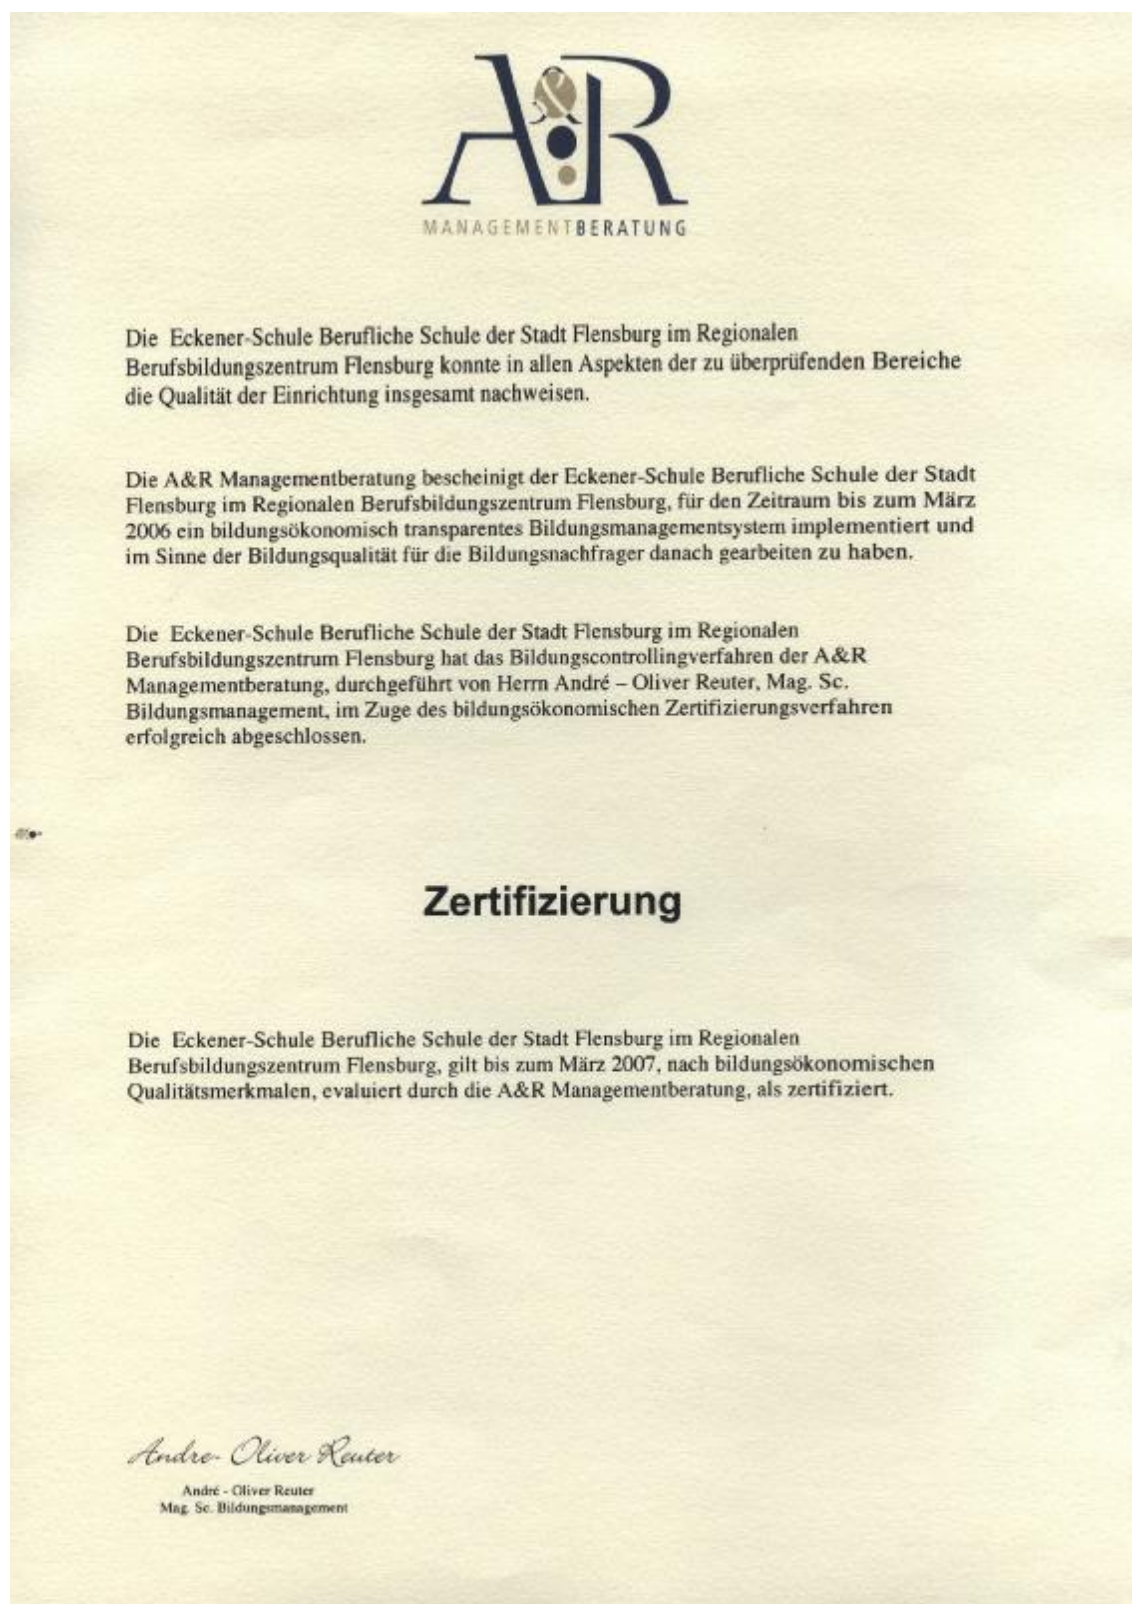 A&R
MANAGEMENTBERATUNG
Die Eckener-Schule Berufliche Schule der Stadt Flensburg im Regionalen
Berufsbildungszentrum Flensburg konnte in allen Aspekten der zu überprüfenden Bereiche
die Qualität der Einrichtung insgesamt nachweisen.
Die A&R Managementberatung bescheinigt der Eckener-Schule Berufliche Schule der Stadt
Flensburg im Regionalen Berufsbildungszentrum Flensburg, für den Zeitraum bis zum März
2006 ein bildungsökonomisch transparentes Bildungsmanagementsystem implementiert und
im Sinne der Bildungsqualität für die Bildungsnachfrager danach gearbeiten zu haben.
Die Eckener-Schule Berufliche Schule der Stadt Flensburg im Regionalen
Berufsbildungszentrum Flensburg hat das Bildungscontrollingverfahren der A&R
Managementberatung, durchgeführt von Herrn André – Oliver Reuter, Mag. Sc.
Bildungsmanagement, im Zuge des bildungsökonomischen Zertifizierungsverfahren
erfolgreich abgeschlossen.
Zertifizierung
Die Eckener-Schule Berufliche Schule der Stadt Flensburg im Regionalen
Berufsbildungszentrum Flensburg, gilt bis zum März 2007, nach bildungsökonomischen
Qualitätsmerkmalen, evaluiert durch die A&R Managementberatung, als zertifiziert.
Andre- Oliver Reuter
André - Oliver Reuter
Mag. Sc. Bildungsmanagement